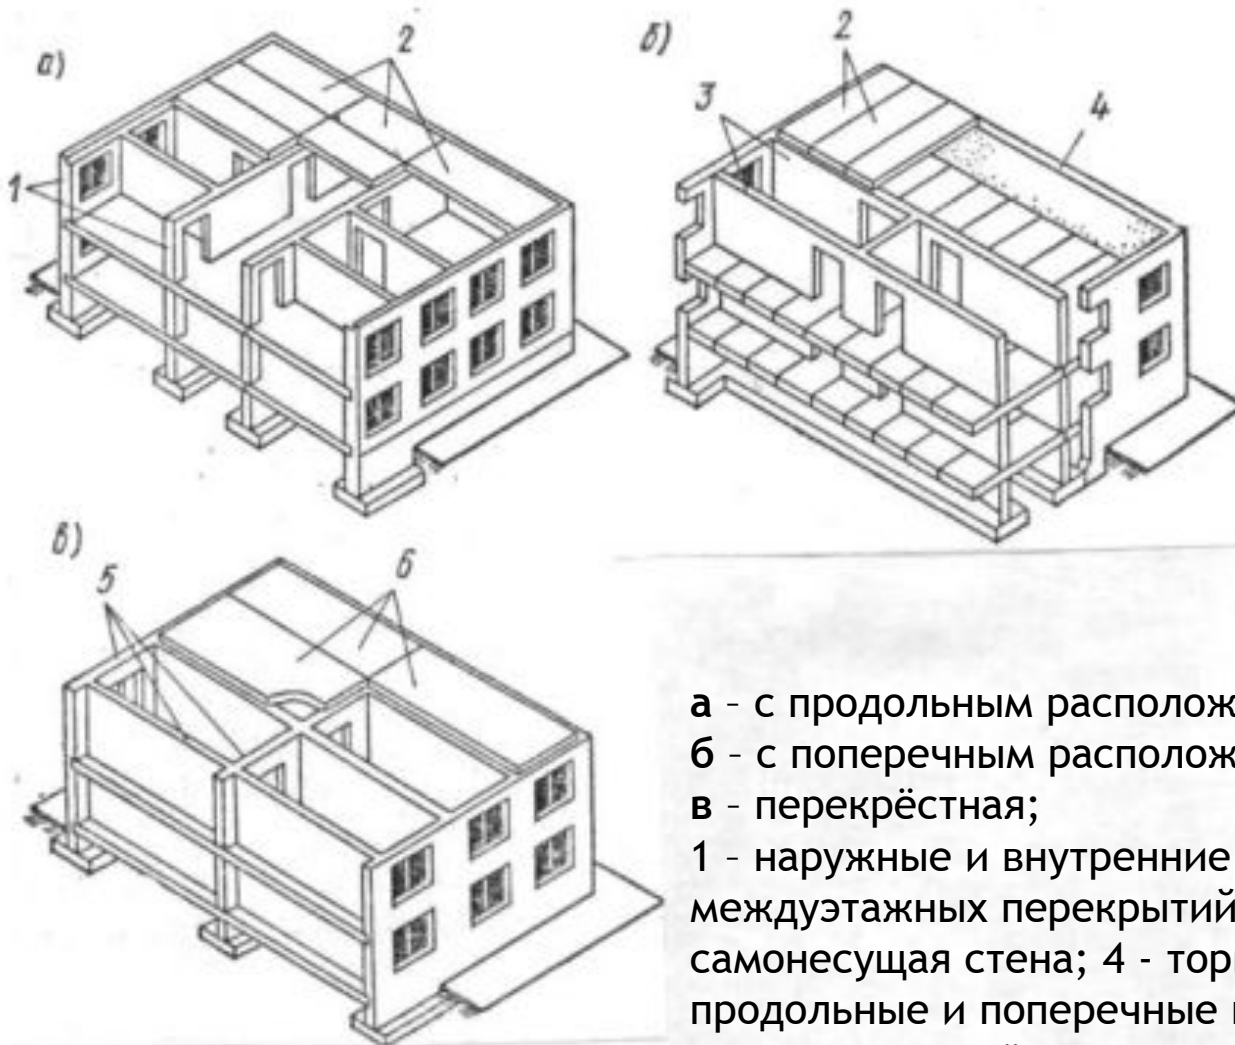 а)
2
1
б)
2
3
4
в)
5
6
а – с продольным располож
б – с поперечным располож
в – перекрёстная;
1 – наружные и внутренние
междуэтажных перекрытий
самонесущая стена; 4 - тор
продольные и поперечные